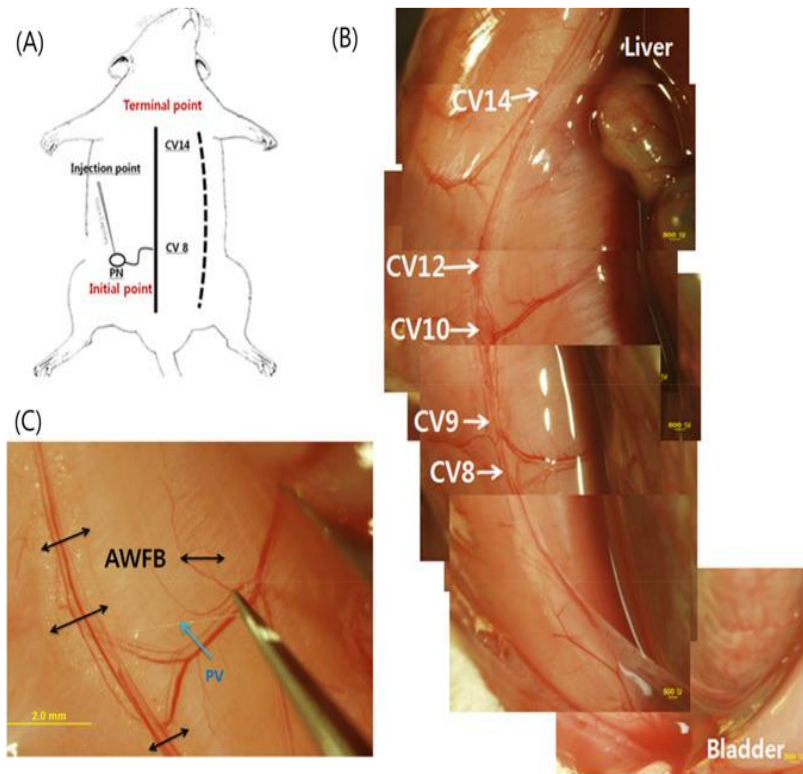 (A)
Terminal point
CV14
Injection point
CV 8
PN
Initial point
(B)
Liver
CV14
CV12
CV10
CV9
CV8
Bladder
(C)
AWFB
PV
2.0 mm